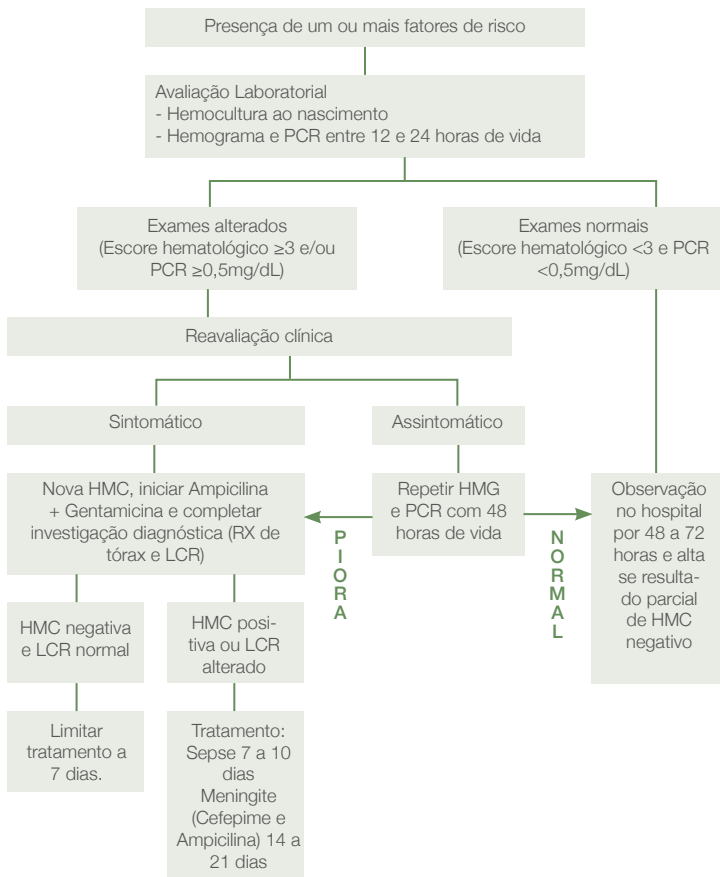 Presença de um ou mais fatores de risco
Avaliação Laboratorial
- Hemocultura ao nascimento
- Hemograma e PCR entre 12 e 24 horas de vida
Exames alterados
(Escore hematológico ≥3 e/ou
PCR ≥0,5mg/dL)
Exames normais
(Escore hematológico <3 e PCR
<0,5mg/dL)
Reavaliação clínica
Sintomático
Assintomático
Nova HMC, iniciar Ampicilina
+ Gentamicina e completar
investigação diagnóstica (RX de
tórax e LCR)
PIORA
Repetir HMG
e PCR com 48
horas de vida
NORMAL
Observação
no hospital
por 48 a 72
horas e alta
se resulta-
do parcial
de HMC
negativo
HMC negativa
e LCR normal
HMC posi-
tiva ou LCR
alterado
Limitar
tratamento a
7 dias.
Tratamento:
Sepse 7 a 10
dias
Meningite
(Cefepime e
Ampicilina) 14 a
21 dias